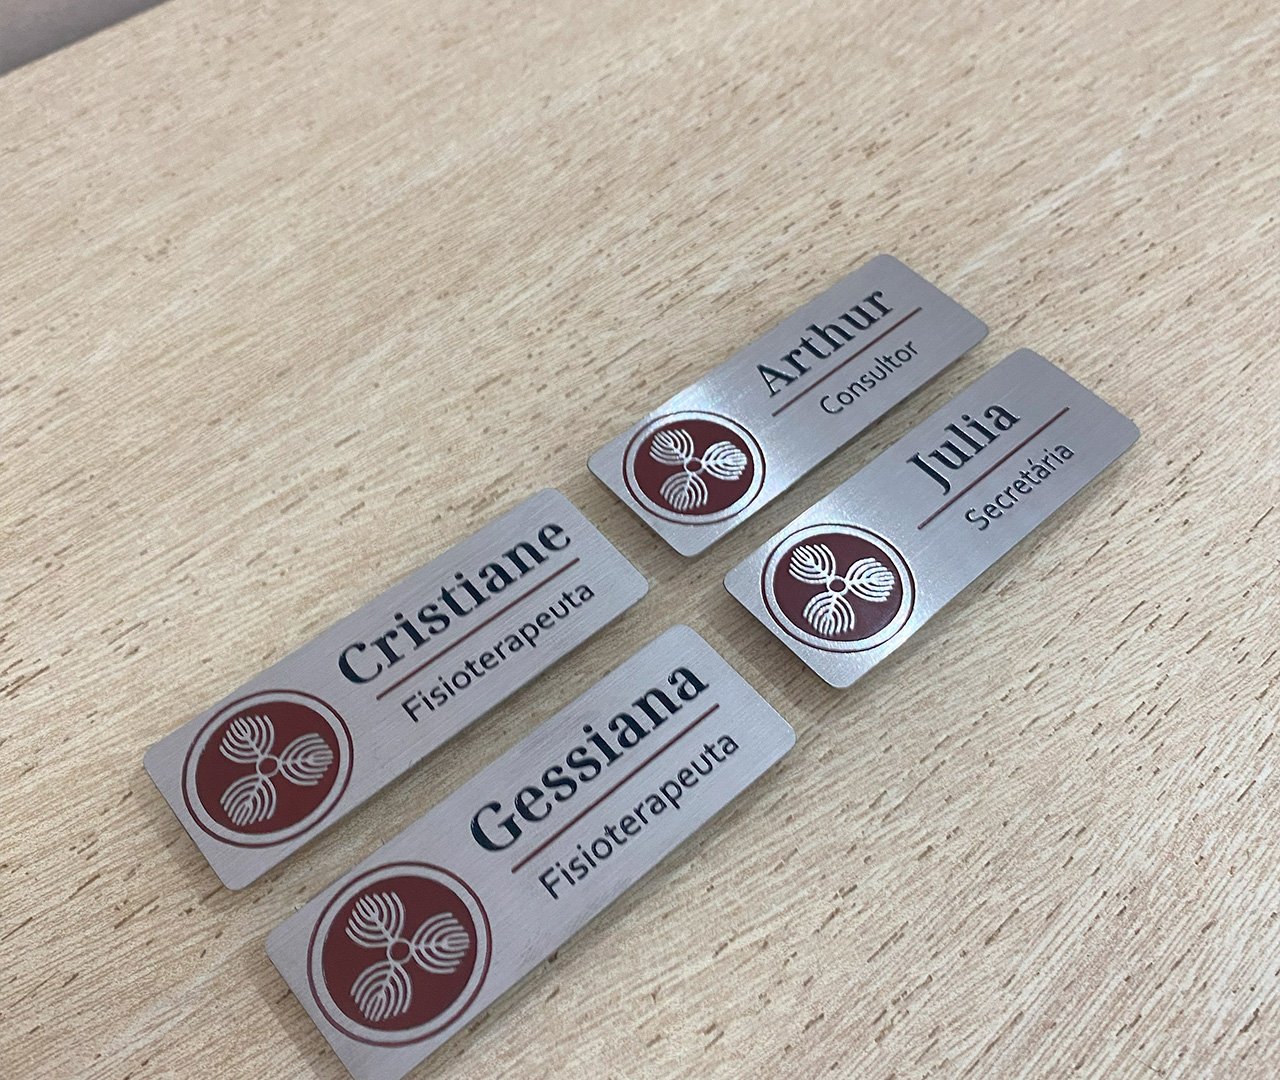 Arthur
Consultor
Julia
Secretária
Cristiane
Fisioterapeuta
Gessiana
Fisioterapeuta